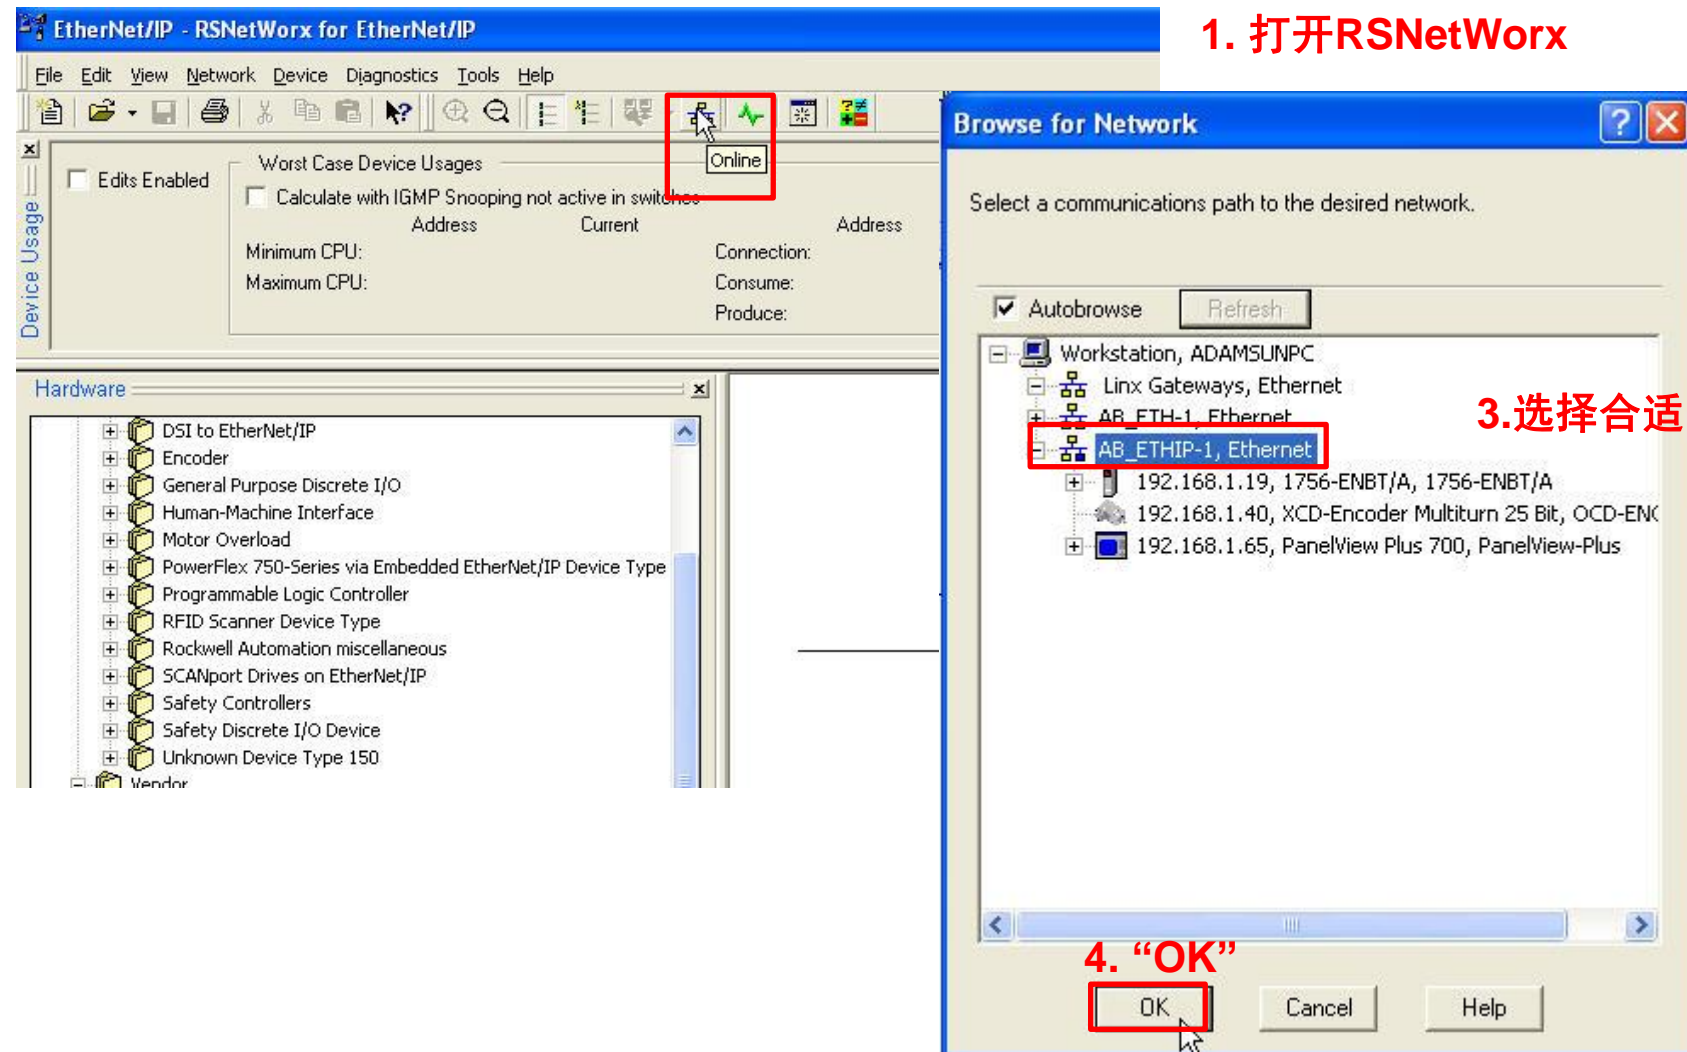 EtherNet/IP - RSNetWorx for EtherNet/IP
1. 打开RSNetWorx
File Edit View Network Device Diagnostics Tools Help
Online
Device Usage
Edits Enabled
Worst Case Device Usages
Calculate with IGMP Snooping not active in switches
Address Current Address
Minimum CPU: Connection:
Maximum CPU: Consume:
Produce:
Hardware
DSI to EtherNet/IP
Encoder
General Purpose Discrete I/O
Human-Machine Interface
Motor Overload
PowerFlex 750-Series via Embedded EtherNet/IP Device Type
Programmable Logic Controller
RFID Scanner Device Type
Rockwell Automation miscellaneous
SCANport Drives on EtherNet/IP
Safety Controllers
Safety Discrete I/O Device
Unknown Device Type 150
Vendor
Browse for Network
Select a communications path to the desired network.
Autobrowse Refresh
Workstation, ADAMSUNPC
Linx Gateways, Ethernet
AB_ETH-1, Ethernet
3.选择合适
AB_ETHIP-1, Ethernet
192.168.1.19, 1756-ENBT/A, 1756-ENBT/A
192.168.1.40, XCD-Encoder Multiturn 25 Bit, OCD-EN
192.168.1.65, PanelView Plus 700, PanelView-Plus
4. “OK”
OK Cancel Help